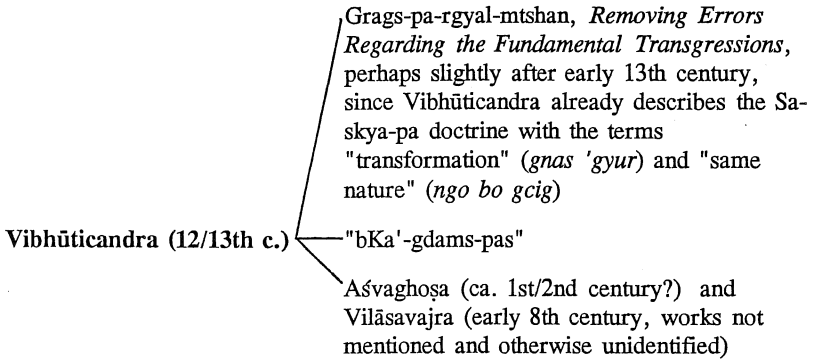 Grags-pa-rgyal-mtshan, Removing Errors
Regarding the Fundamental Transgressions,
perhaps slightly after early 13th century,
since Vibhūticandra already describes the Sa-
skya-pa doctrine with the terms
"transformation" (gnas 'gyur) and "same
nature" (ngo bo gcig)
Vibhūticandra (12/13th c.)
"bKa'-gdams-pas"
Aśvaghoṣa (ca. 1st/2nd century?) and
Vilāsavajra (early 8th century, works not
mentioned and otherwise unidentified)